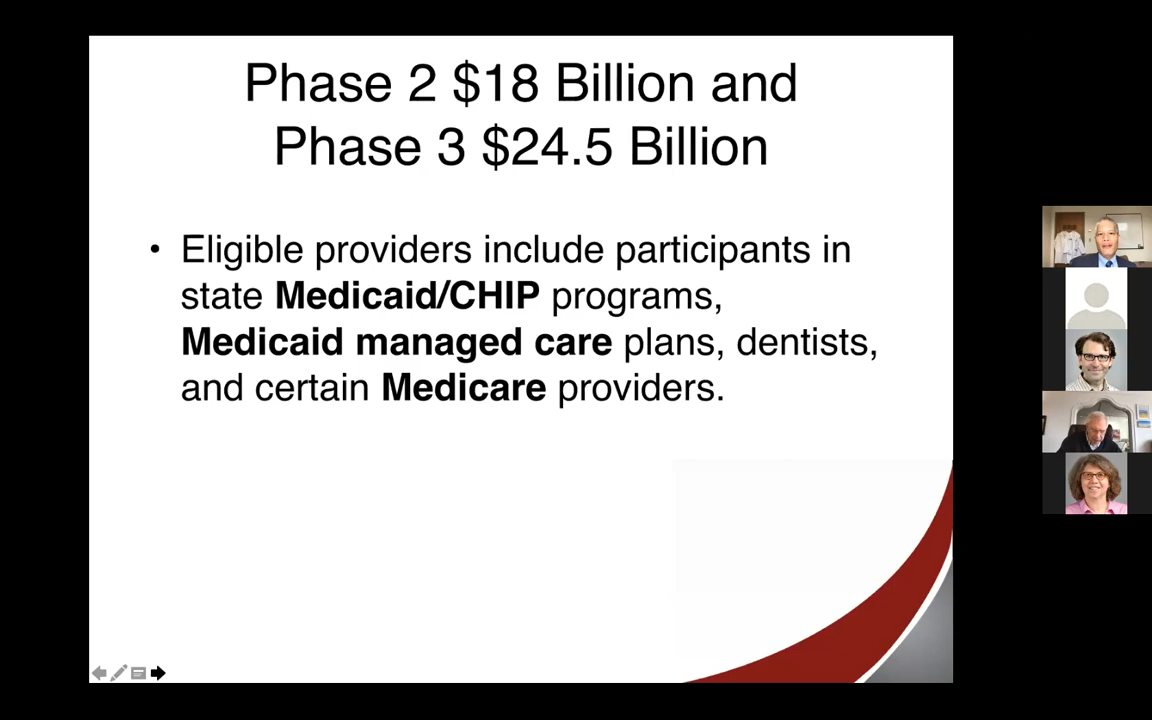 Phase 2 $18 Billion and
Phase 3 $24.5 Billion
• Eligible providers include participants in
state Medicaid/CHIP programs,
Medicaid managed care plans, dentists,
and certain Medicare providers.